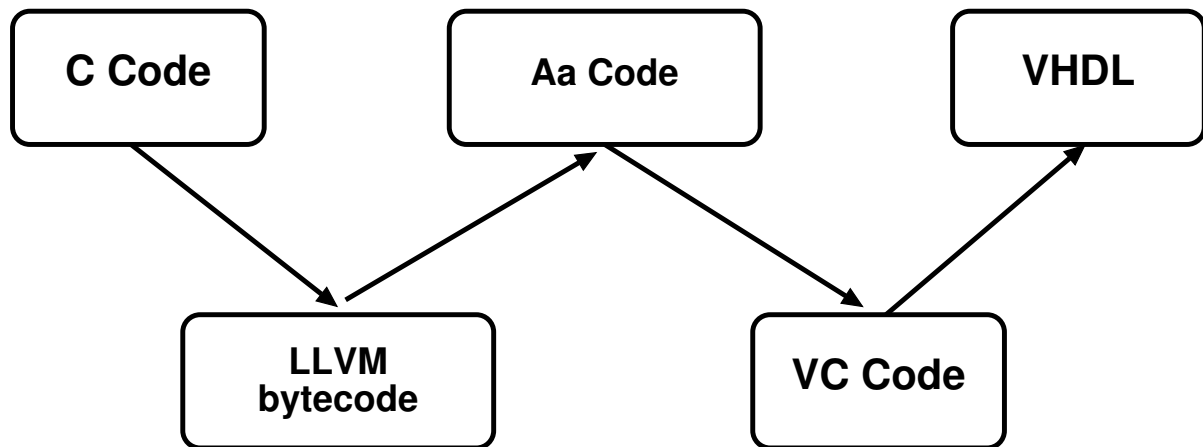 C Code
Aa Code
VHDL
LLVM
bytecode
VC Code